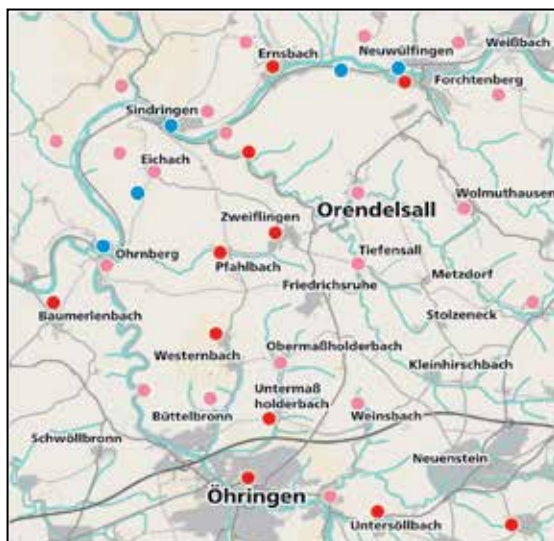 Ernsbach
Neuwülfingen
Weißbach
Forchtenberg
Sindringen
Eichach
Wolmuthausen
Orendelsall
Zweiflingen
Ohrnberg
Pfahlbach
Tiefensall
Metzdorf
Friedrichsruhe
Baumerlenbach
Stolzeneck
Westernbach
Obermaßholderbach
Kleinhirschbach
Untermaß
holderbach
Büttelbronn
Weinsbach
Schwöllbronn
Neuenstein
Öhringen
Untersöllbach